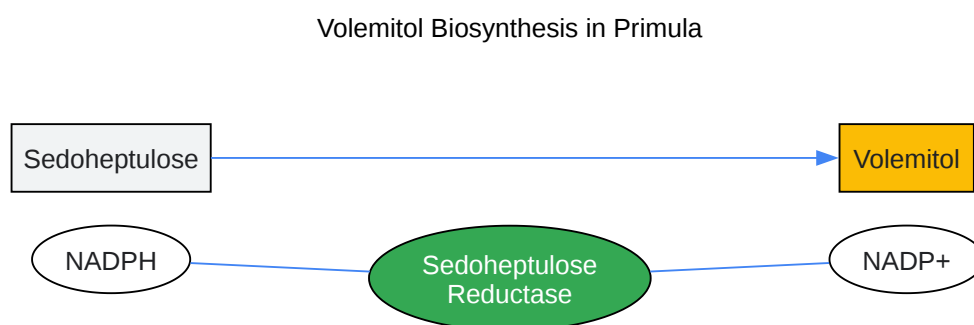 Volemitol Biosynthesis in Primula
Sedoheptulose
Volemitol
NADPH
Sedoheptulose
Reductase
NADP+